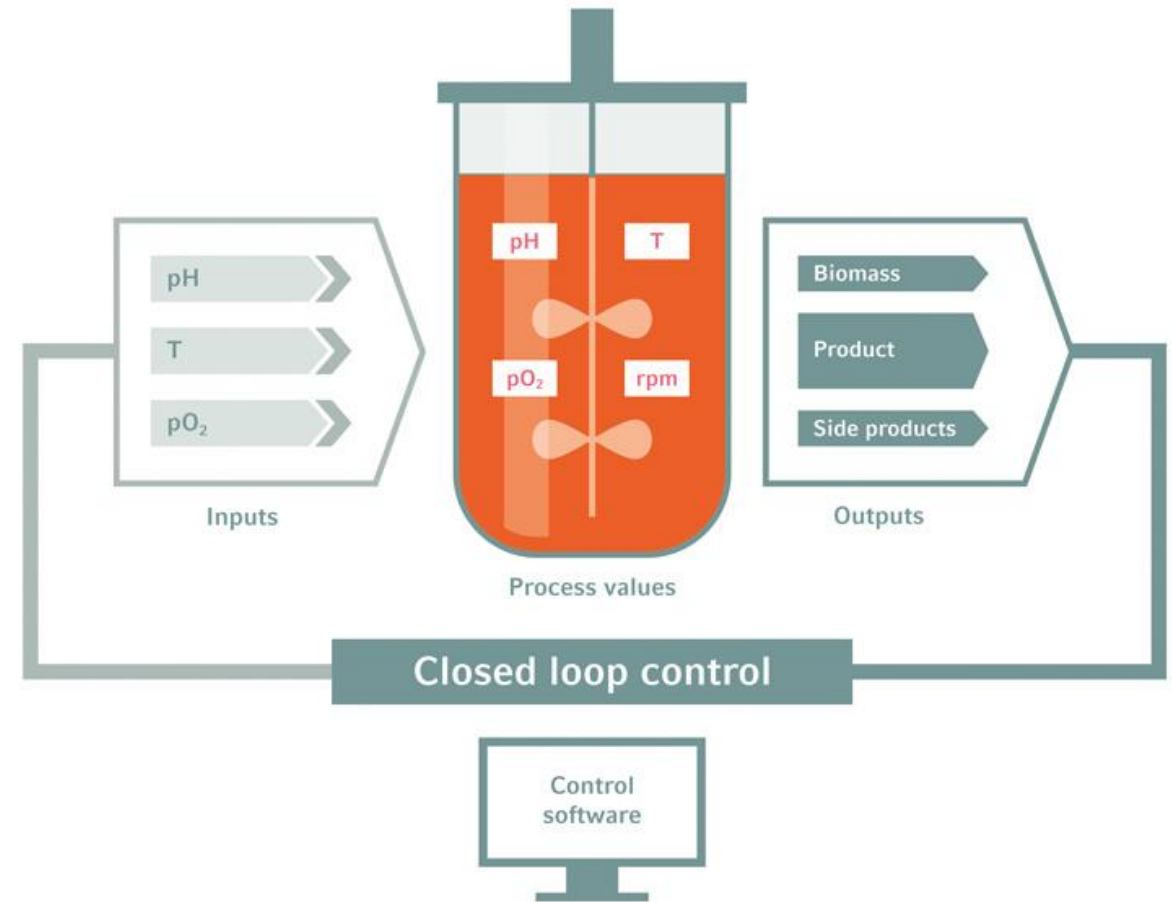 pH
T
pO₂
Inputs
pH
T
pO₂
rpm
Process values
Biomass
Product
Side products
Outputs
Closed loop control
Control
software